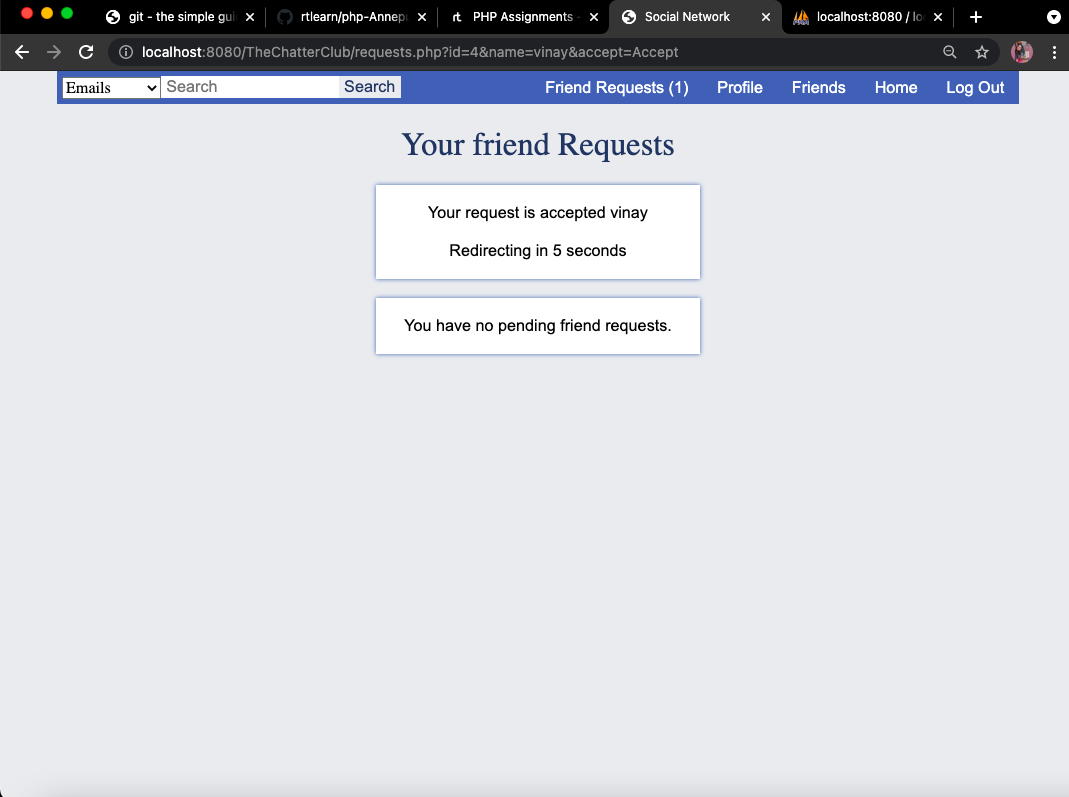 git - the simple gui
rtlearn/php-Annep
rt PHP Assignments -
Social Network
localhost:8080 / lo
localhost:8080/TheChatterClub/requests.php?id=4&name=vinay&accept=Accept
Emails Search Search Friend Requests (1) Profile Friends Home Log Out
Your friend Requests
Your request is accepted vinay
Redirecting in 5 seconds
You have no pending friend requests.